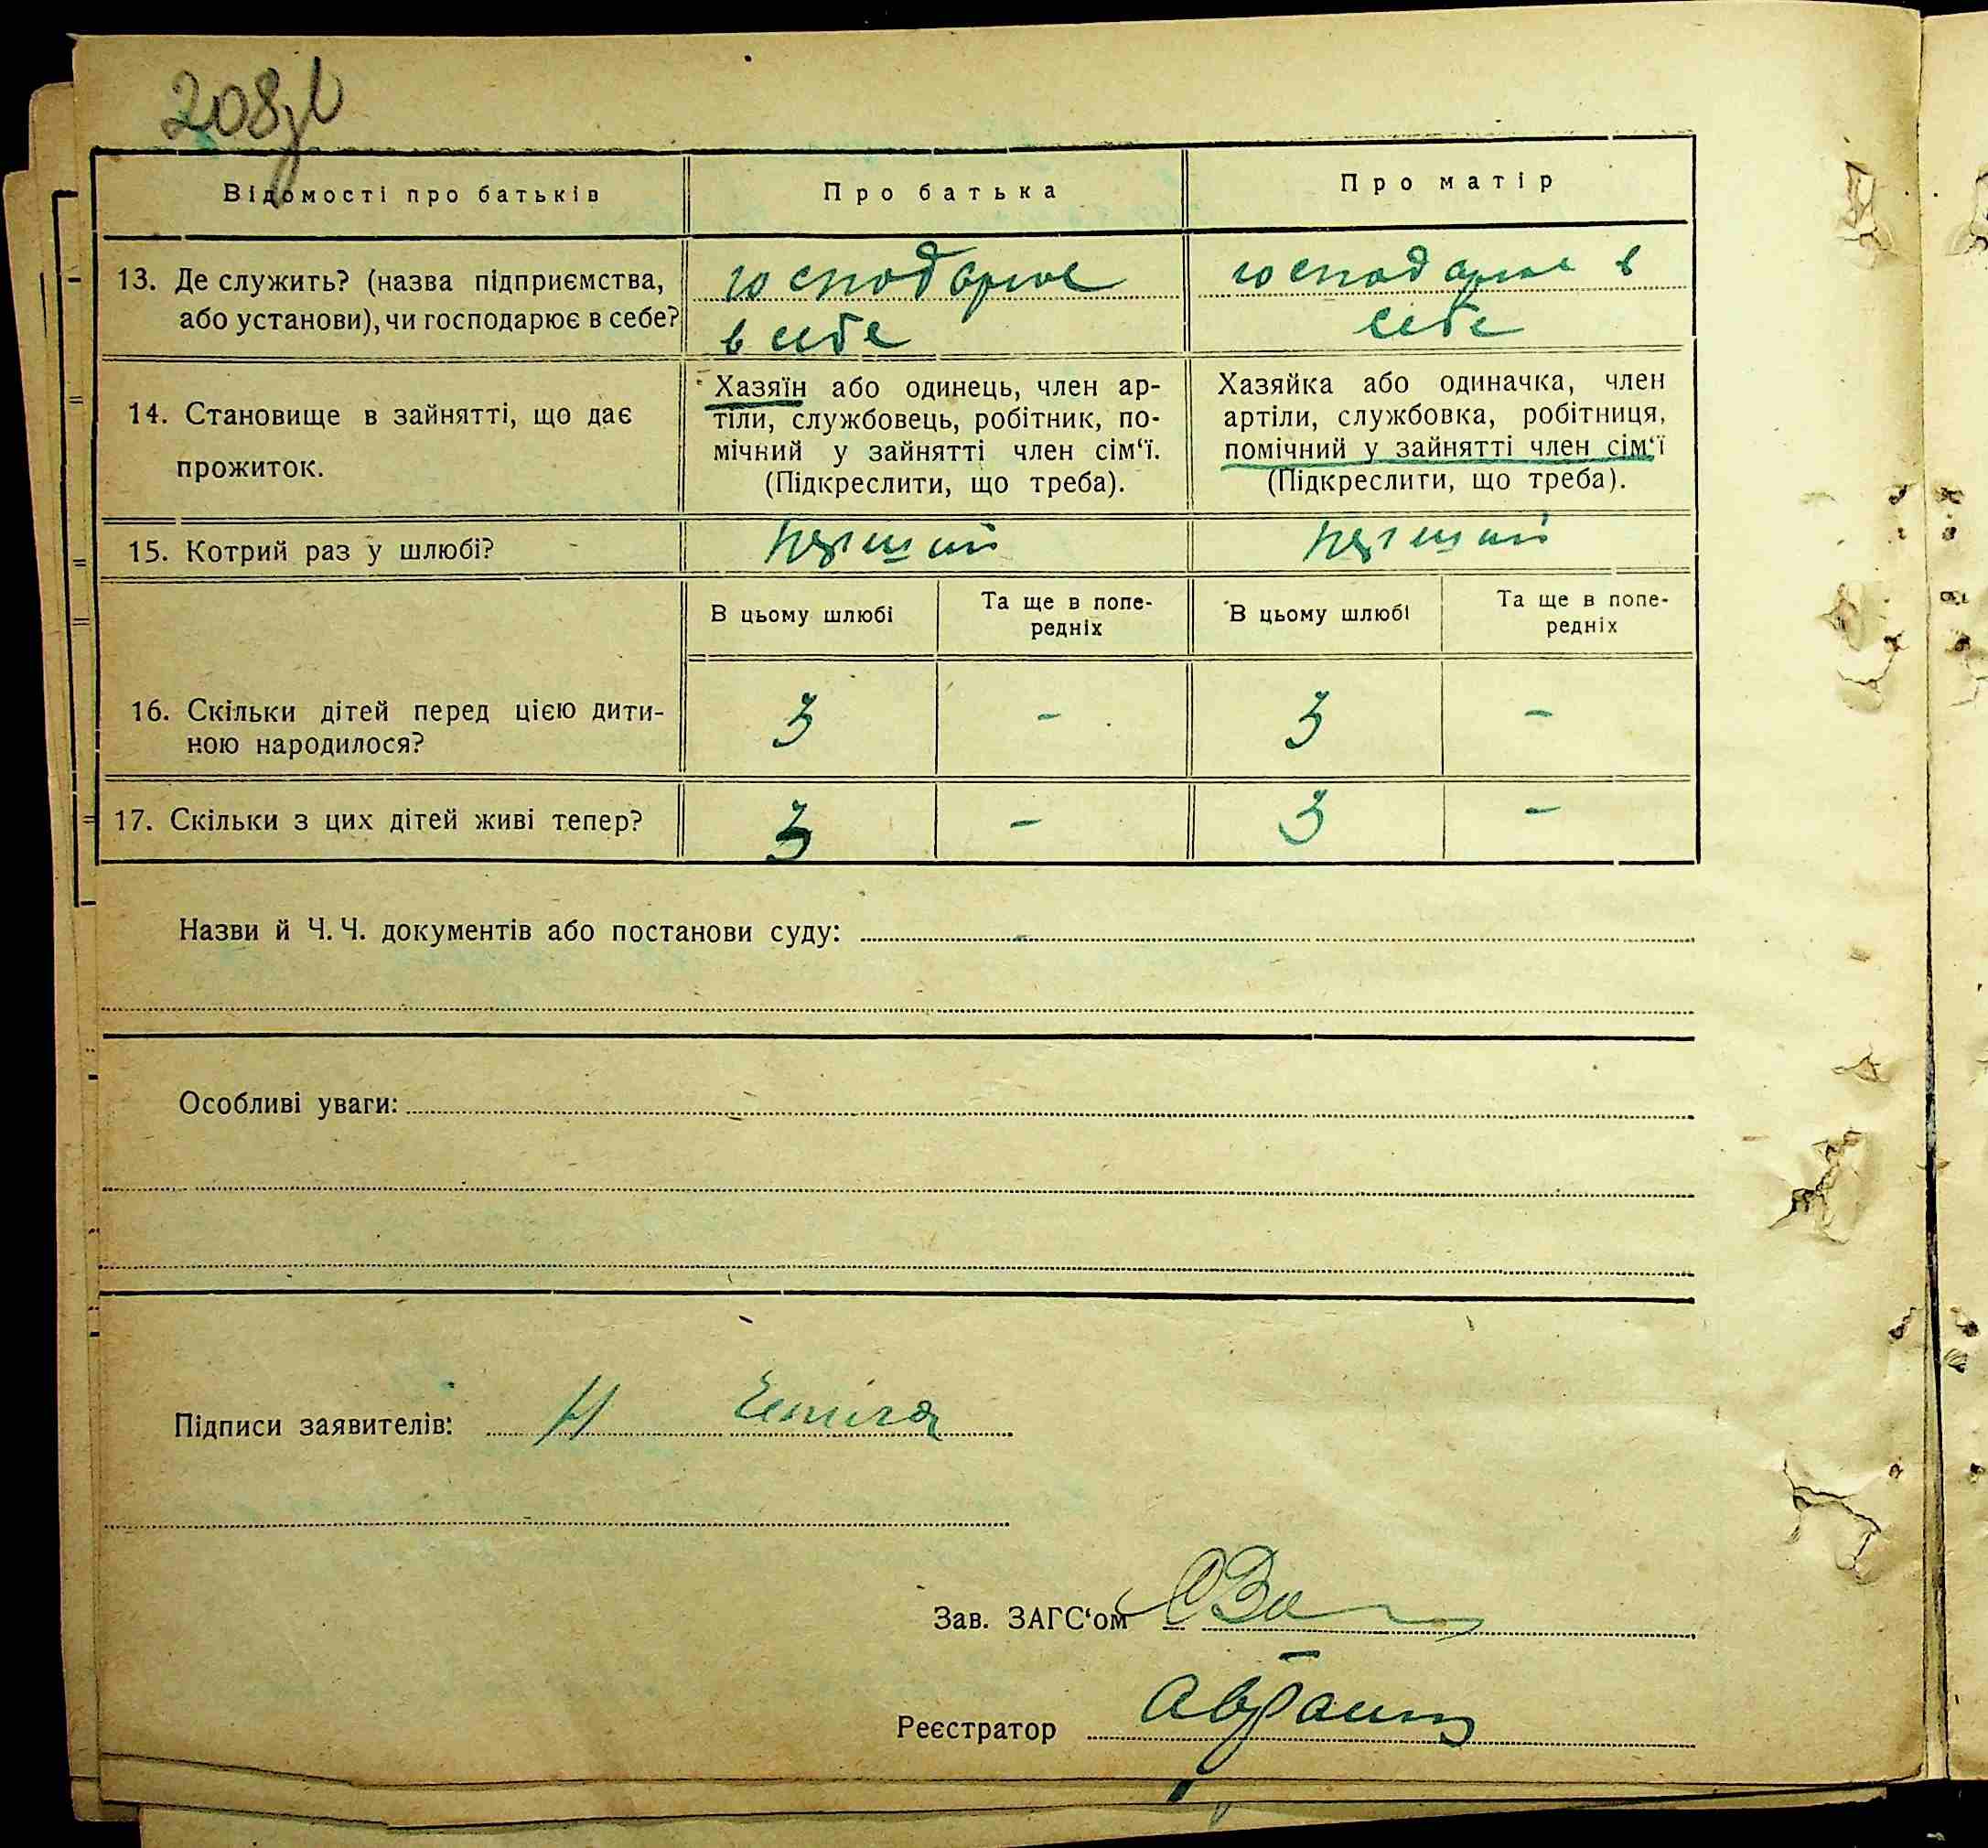 208
Відомості про батьків
Про батька
Про матір
13. Де служить? (назва підприємства,
або установи), чи господарює в себе?
господарює
в себе
господарює в
себе
14. Становище в зайнятті, що дає
прожиток.
Хазяїн або одинець, член ар-
тіли, службовець, робітник, по-
мічний у зайнятті член сім‘ї.
(Підкреслити, що треба).
Хазяйка або одиначка, член
артіли, службовка, робітниця,
помічний у зайнятті член сім‘ї
(Підкреслити, що треба).
15. Котрий раз у шлюбі?
перший
перший
В цьому шлюбі
Та ще в попе-
редніх
В цьому шлюбі
Та ще в попе-
редніх
16. Скільки дітей перед цією дити-
ною народилося?
3 - 3 -
17. Скільки з цих дітей живі тепер?
3 - 3 -
Назви й Ч. Ч. документів або постанови суду:
Особливі уваги:
Підписи заявителів:
Зав. ЗАГС‘ом
Реєстратор